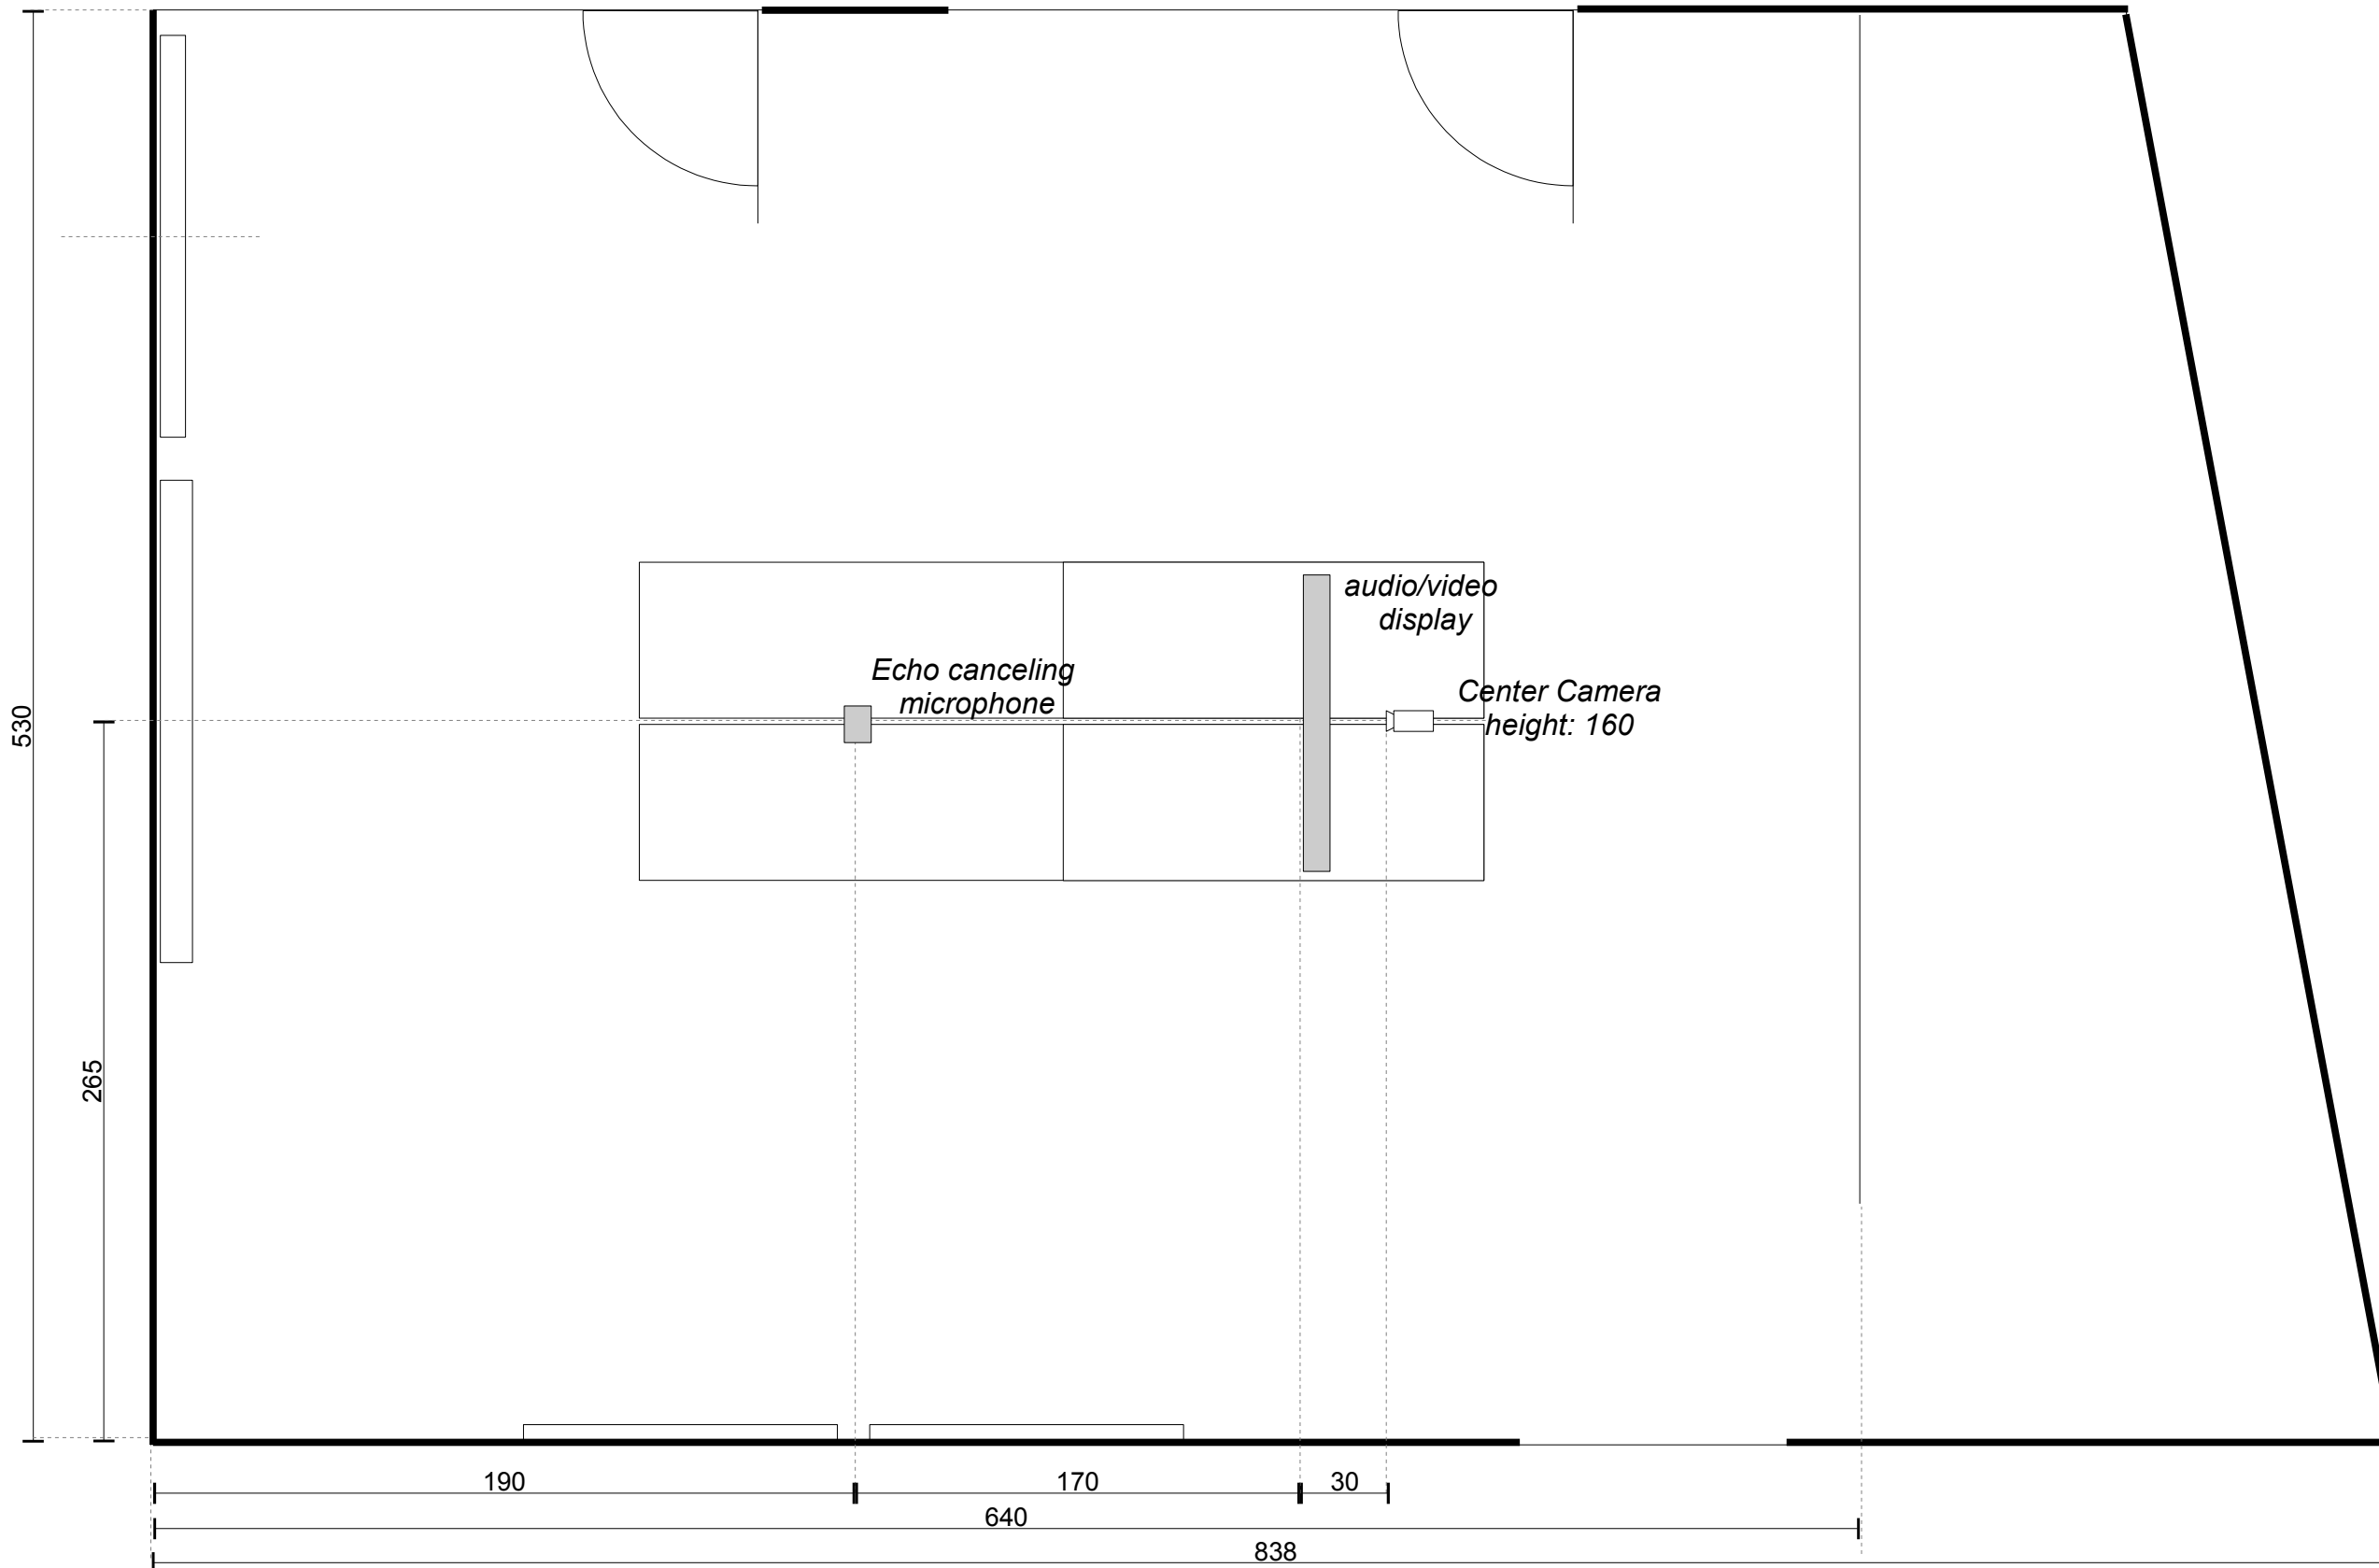 audio/video
display
Echo canceling
microphone
Center Camera
height: 160
530
265
190
170
30
640
838